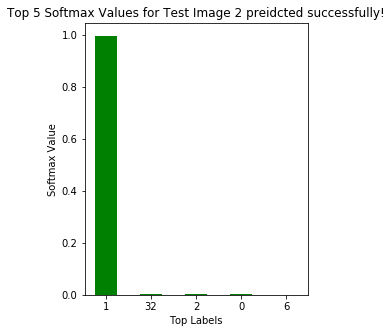 Top 5 Softmax Values for Test Image 2 preidcted successfully!
1.0
0.8
0.6
0.4
0.2
0.0
Softmax Value
1 32 2 0 6
Top Labels